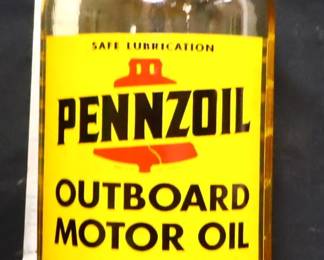 SAFE LUBRICATION
PENNZOIL
OUTBOARD
MOTOR OIL